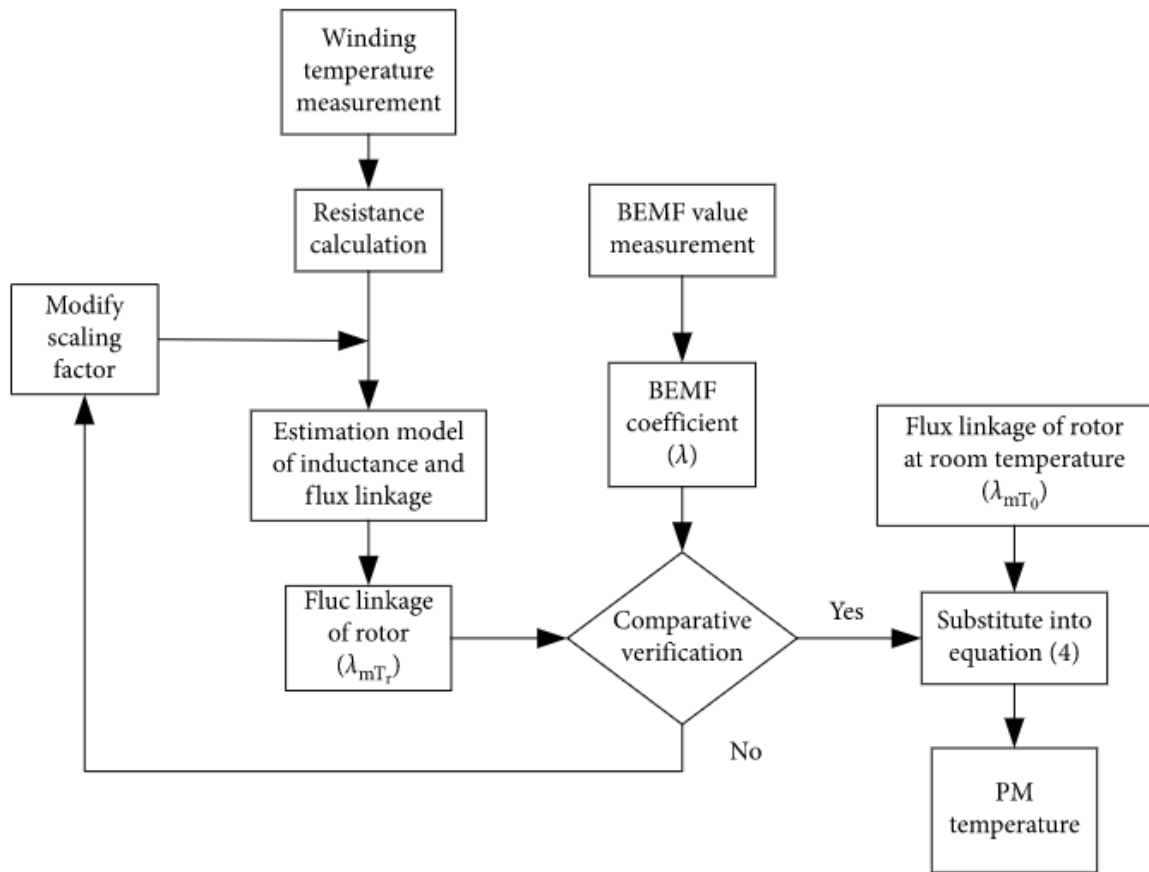 Winding
temperature
measurement
Resistance
calculation
BEMF value
measurement
Modify
scaling
factor
BEMF
coefficient
(λ)
Estimation model
of inductance and
flux linkage
Flux linkage of rotor
at room temperature
(λmT₀)
Fluc linkage
of rotor
(λmTᵣ)
Comparative
verification
Yes
Substitute into
equation (4)
No
PM
temperature